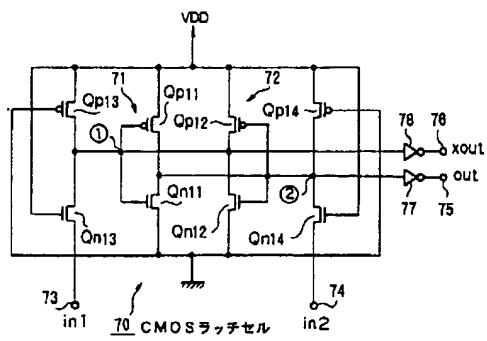 VDD
71
72
Qp13
Qp11
Qp12
Qp14
①
78
76
xout
out
②
77
75
Qn13
Qn11
Qn12
Qn14
73
74
in1
in2
70 CMOSラッチセル